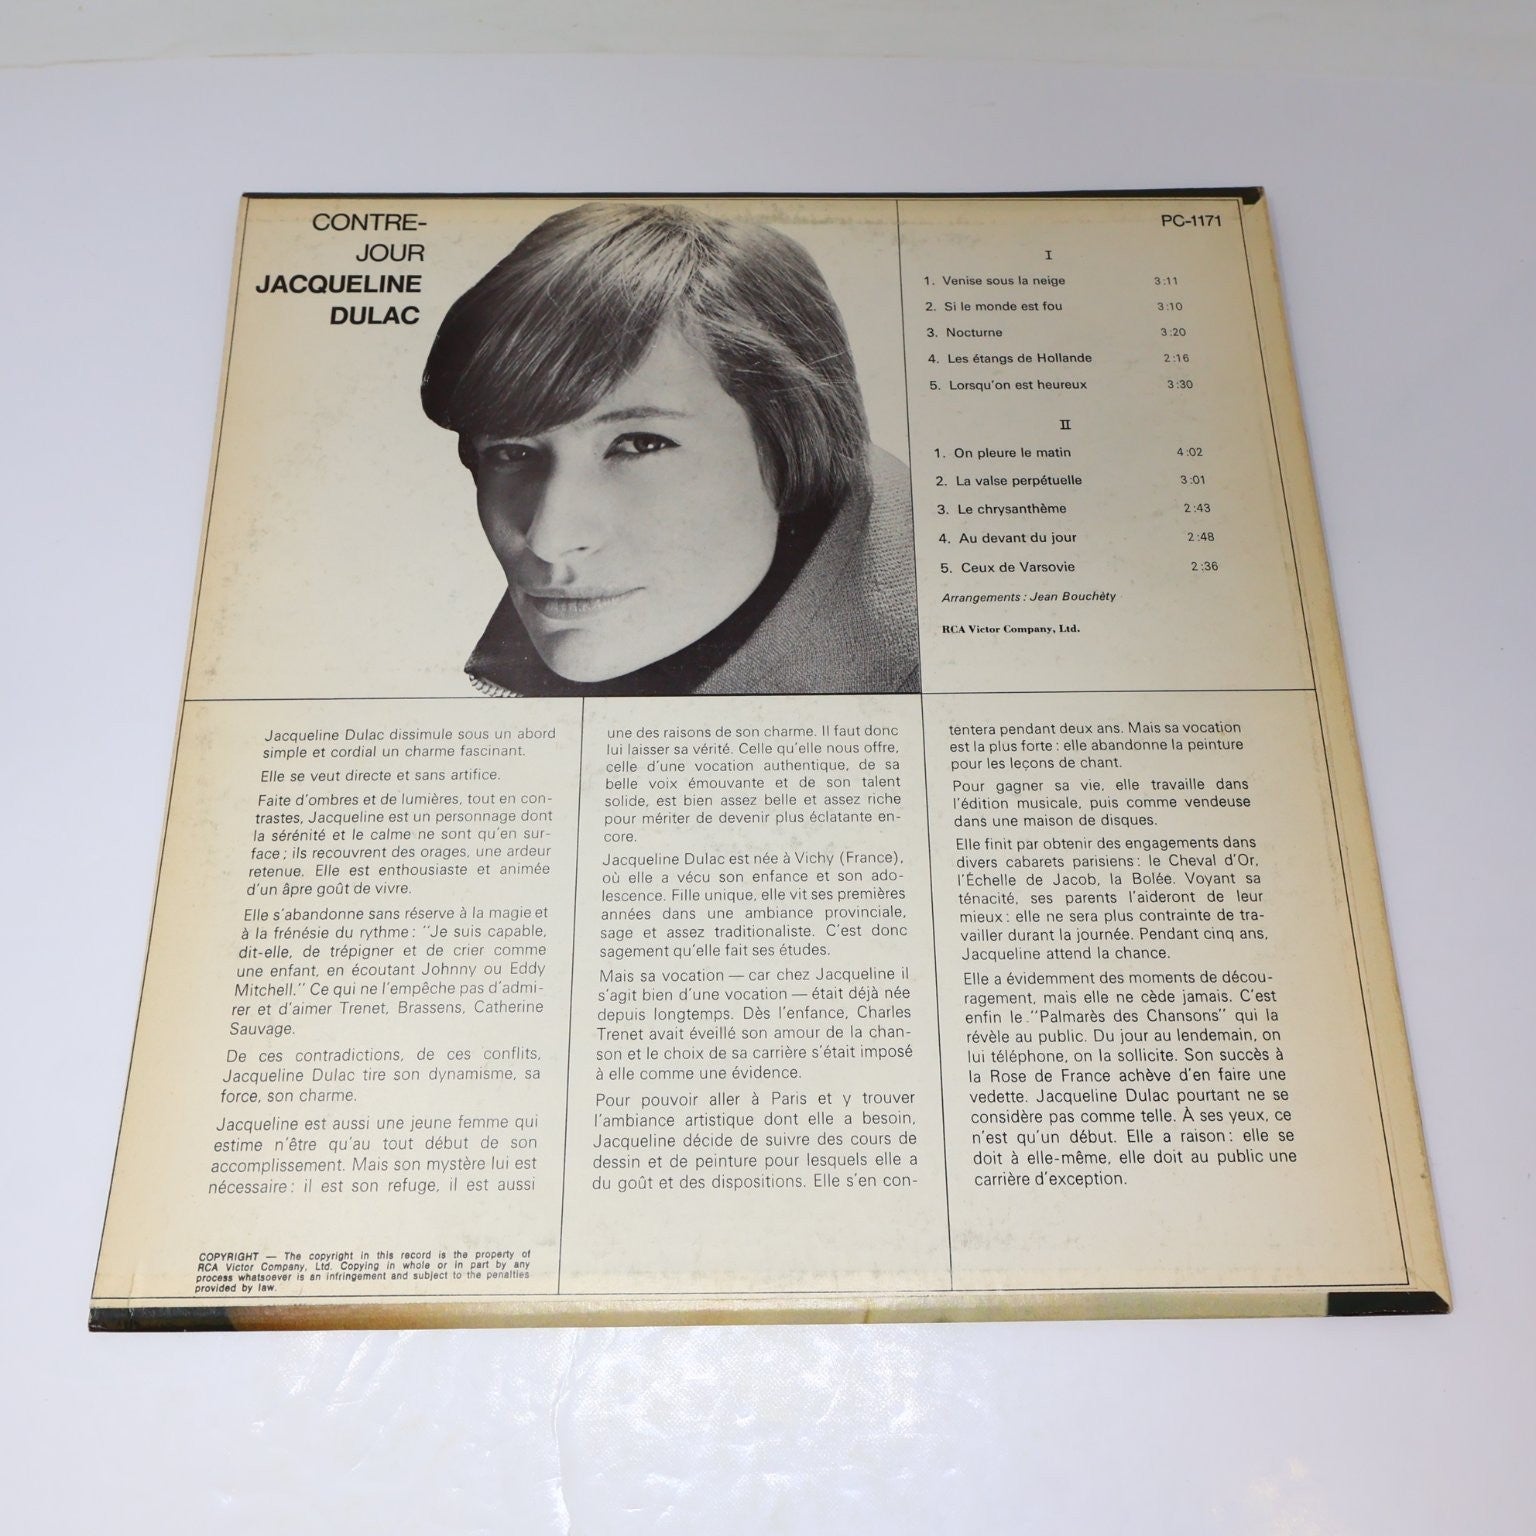 CONTRE-
JOUR
JACQUELINE
DULAC
PC-1171
I
1. Venise sous la neige 3:11
2. Si le monde est fou 3:10
3. Nocturne 3:20
4. Les étangs de Hollande 2:16
5. Lorsqu'on est heureux 3:30
II
1. On pleure le matin 4:02
2. La valse perpétuelle 3:01
3. Le chrysanthème 2:43
4. Au devant du jour 2:48
5. Ceux de Varsovie 2:36
Arrangements : Jean Bouchèty
RCA Victor Company, Ltd.
Jacqueline Dulac dissimule sous un abord
simple et cordial un charme fascinant.
Elle se veut directe et sans artifice.
Faite d'ombres et de lumières, tout en con-
trastes, Jacqueline est un personnage dont
la sérénité et le calme ne sont qu'en sur-
face ; ils recouvrent des orages, une ardeur
retenue. Elle est enthousiaste et animée
d'un âpre goût de vivre.
Elle s'abandonne sans réserve à la magie et
à la frénésie du rythme : "Je suis capable,
dit-elle, de trépigner et de crier comme
une enfant, en écoutant Johnny ou Eddy
Mitchell." Ce qui ne l'empêche pas d'admi-
rer et d'aimer Trenet, Brassens, Catherine
Sauvage.
De ces contradictions, de ces conflits,
Jacqueline Dulac tire son dynamisme, sa
force, son charme.
Jacqueline est aussi une jeune femme qui
estime n'être qu'au tout début de son
accomplissement. Mais son mystère lui est
nécessaire : il est son refuge, il est aussi
une des raisons de son charme. Il faut donc
lui laisser sa vérité. Celle qu'elle nous offre,
celle d'une vocation authentique, de sa
belle voix émouvante et de son talent
solide, est bien assez belle et assez riche
pour mériter de devenir plus éclatante en-
core.
Jacqueline Dulac est née à Vichy (France),
où elle a vécu son enfance et son ado-
lescence. Fille unique, elle vit ses premières
années dans une ambiance provinciale,
sage et assez traditionaliste. C'est donc
sagement qu'elle fait ses études.
Mais sa vocation — car chez Jacqueline il
s'agit bien d'une vocation — était déjà née
depuis longtemps. Dès l'enfance, Charles
Trenet avait éveillé son amour de la chan-
son et le choix de sa carrière s'était imposé
à elle comme une évidence.
Pour pouvoir aller à Paris et y trouver
l'ambiance artistique dont elle a besoin,
Jacqueline décide de suivre des cours de
dessin et de peinture pour lesquels elle a
du goût et des dispositions. Elle s'en con-
tentera pendant deux ans. Mais sa vocation
est la plus forte : elle abandonne la peinture
pour les leçons de chant.
Pour gagner sa vie, elle travaille dans
l'édition musicale, puis comme vendeuse
dans une maison de disques.
Elle finit par obtenir des engagements dans
divers cabarets parisiens : le Cheval d'Or,
l'Échelle de Jacob, la Bolée. Voyant sa
ténacité, ses parents l'aideront de leur
mieux : elle ne sera plus contrainte de tra-
vailler durant la journée. Pendant cinq ans,
Jacqueline attend la chance.
Elle a évidemment des moments de décou-
ragement, mais elle ne cède jamais. C'est
enfin le "Palmarès des Chansons" qui la
révèle au public. Du jour au lendemain, on
lui téléphone, on la sollicite. Son succès à
la Rose de France achève d'en faire une
vedette. Jacqueline Dulac pourtant ne se
considère pas comme telle. À ses yeux, ce
n'est qu'un début. Elle a raison : elle se
doit à elle-même, elle doit au public une
carrière d'exception.
COPYRIGHT — The copyright in this record is the property of
RCA Victor Company, Ltd. Copying in whole or in part by any
process whatsoever is an infringement and subject to the penalties
provided by law.